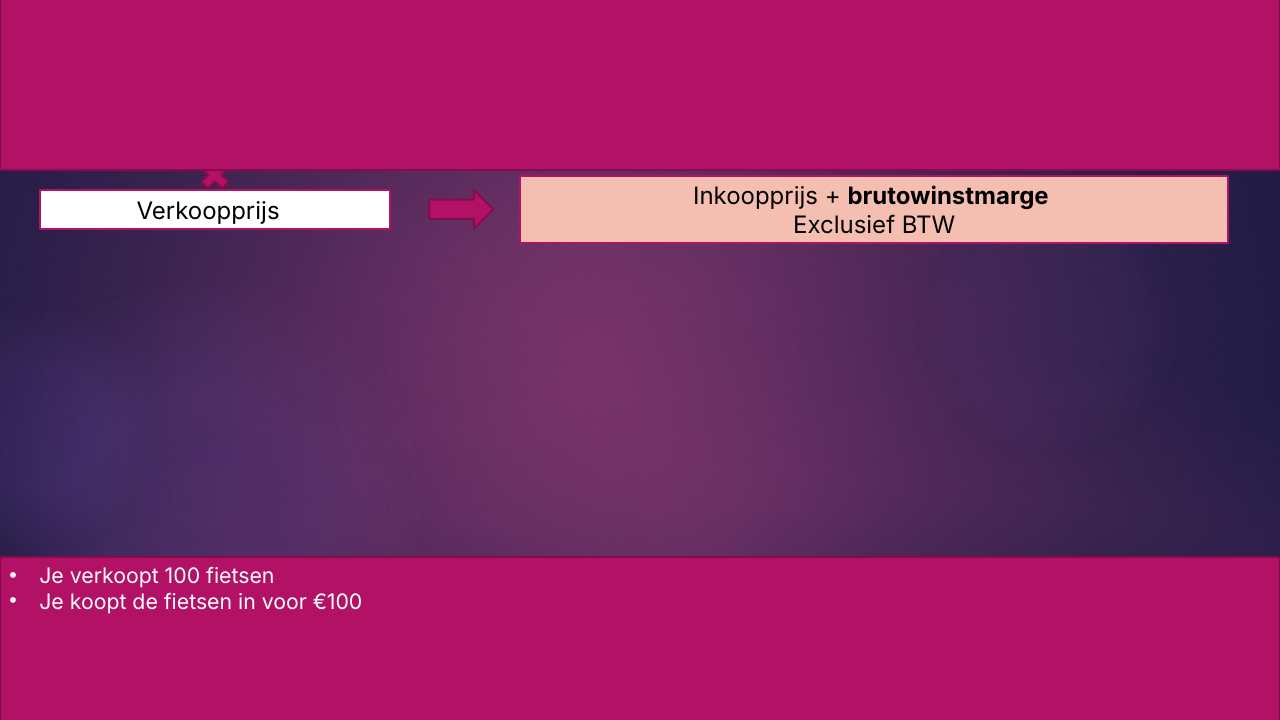 Verkoopprijs
Inkoopprijs + brutowinstmarge
Exclusief BTW
• Je verkoopt 100 fietsen
• Je koopt de fietsen in voor €100